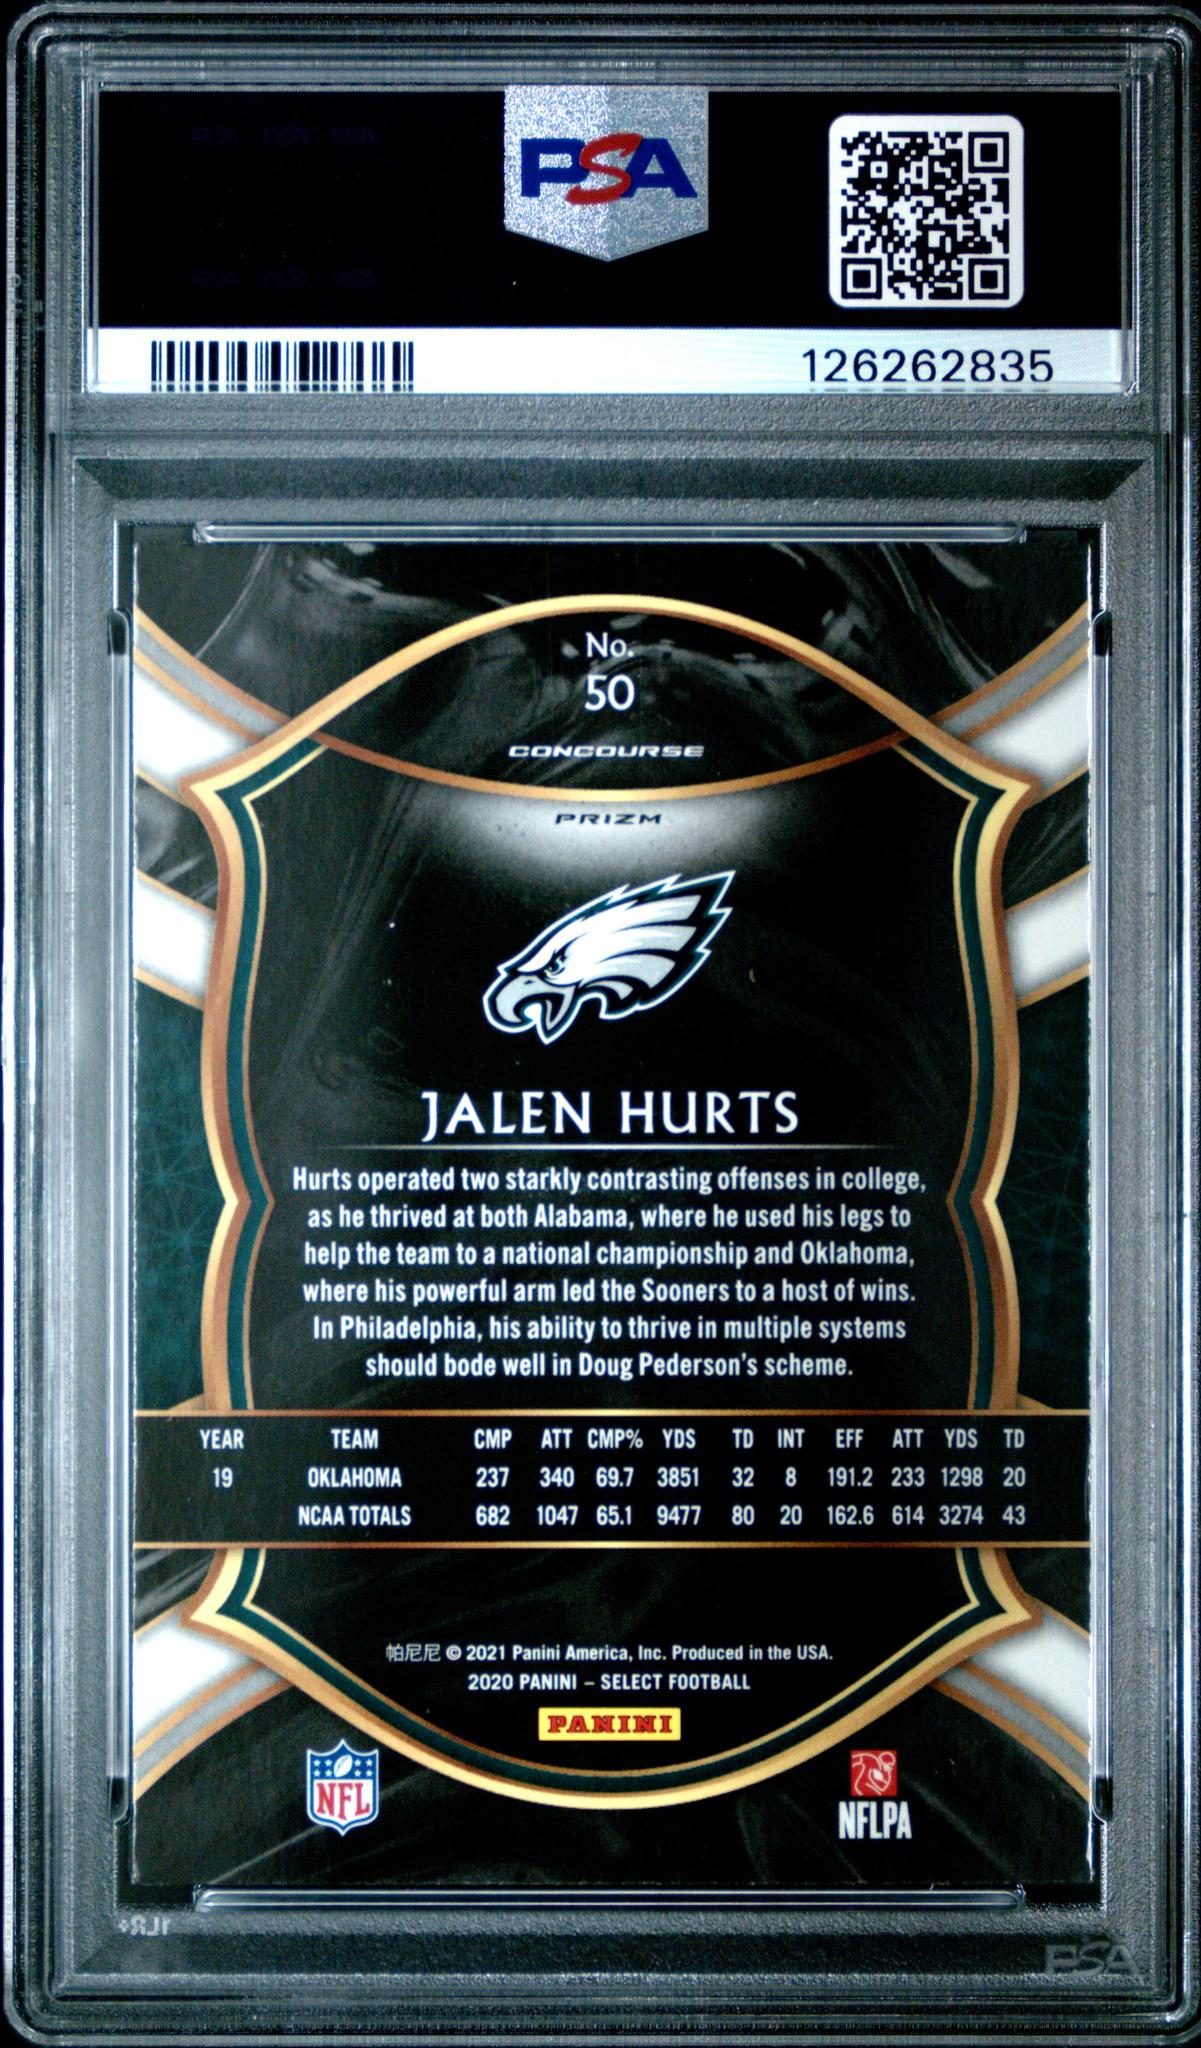 PSA
126262835
No.
50
CONCOURSE
PRIZM
JALEN HURTS
Hurts operated two starkly contrasting offenses in college,
as he thrived at both Alabama, where he used his legs to
help the team to a national championship and Oklahoma,
where his powerful arm led the Sooners to a host of wins.
In Philadelphia, his ability to thrive in multiple systems
should bode well in Doug Pederson's scheme.
YEAR TEAM CMP ATT CMP% YDS TD INT EFF ATT YDS TD
19 OKLAHOMA 237 340 69.7 3851 32 8 191.2 233 1298 20
NCAA TOTALS 682 1047 65.1 9477 80 20 162.6 614 3274 43
帕尼尼 © 2021 Panini America, Inc. Produced in the USA.
2020 PANINI – SELECT FOOTBALL
PANINI
NFL
NFLPA
1LR+
PSA